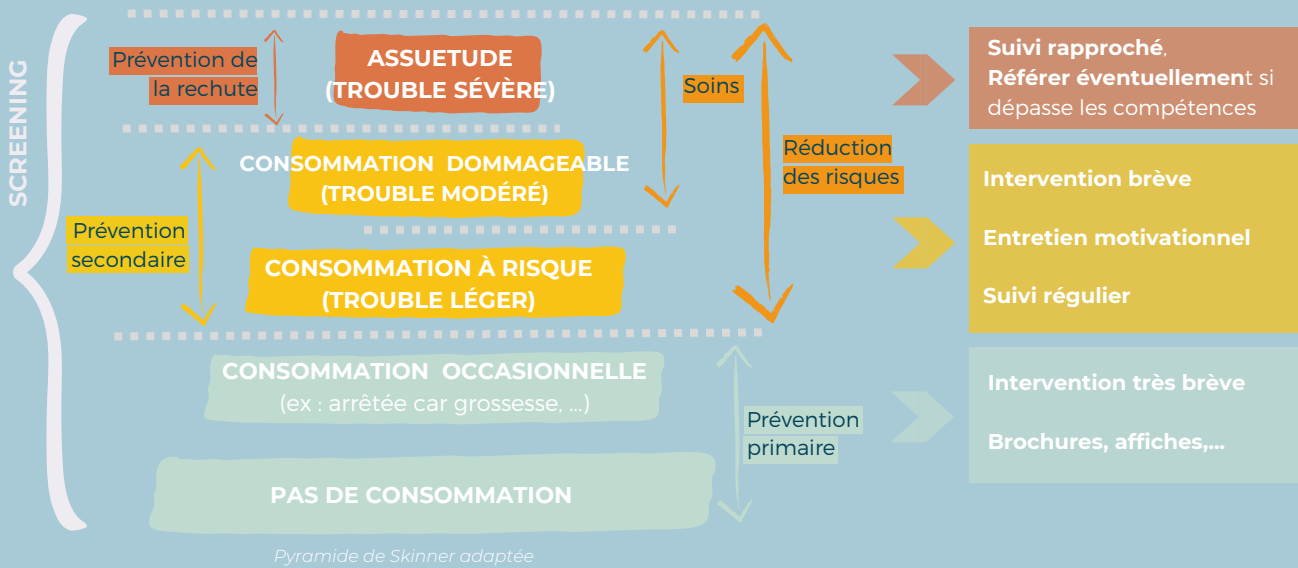 SCREENING
Prévention de
la rechute
ASSUETUDE
(TROUBLE SÉVÈRE)
Soins
Suivi rapproché,
Référer éventuellement si
dépasse les compétences
CONSOMMATION DOMMAGEABLE
(TROUBLE MODÉRÉ)
Réduction
des risques
Prévention
secondaire
CONSOMMATION À RISQUE
(TROUBLE LÉGER)
Intervention brève
Entretien motivationnel
Suivi régulier
CONSOMMATION OCCASIONNELLE
(ex : arrêtée car grossesse, ...)
Prévention
primaire
PAS DE CONSOMMATION
Intervention très brève
Brochures, affiches,...
Pyramide de Skinner adaptée